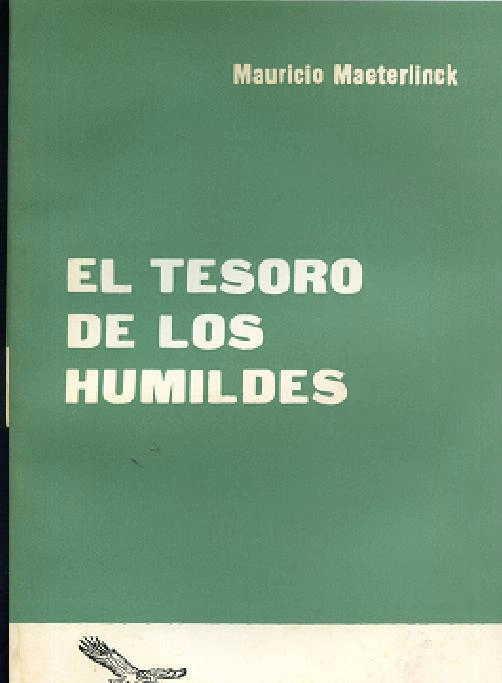 Mauricio Maeterlinck
EL TESORO
DE LOS
HUMILDES